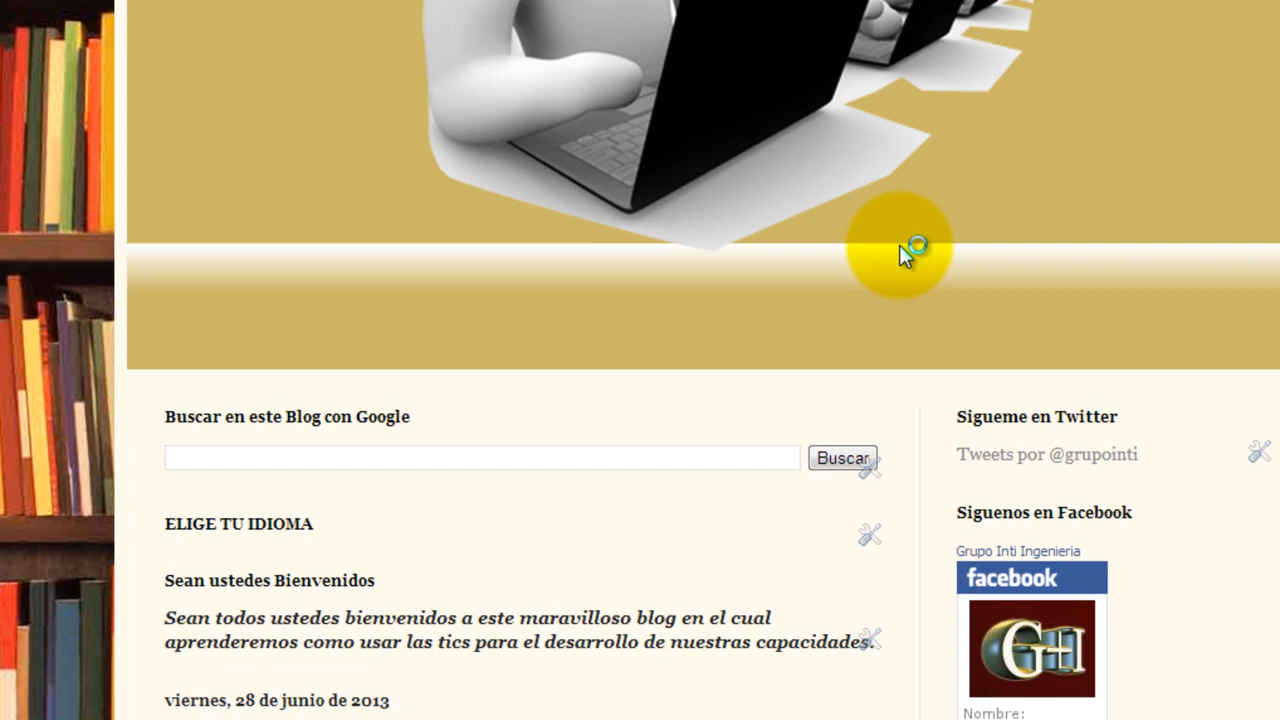 Buscar en este Blog con Google
Buscar
ELIGE TU IDIOMA
Sean ustedes Bienvenidos
Sean todos ustedes bienvenidos a este maravilloso blog en el cual
aprenderemos como usar las tics para el desarrollo de nuestras capacidades.
viernes, 28 de junio de 2013
Sigueme en Twitter
Tweets por @grupointi
Siguenos en Facebook
Grupo Inti Ingenieria
facebook
G+I
Nombre: